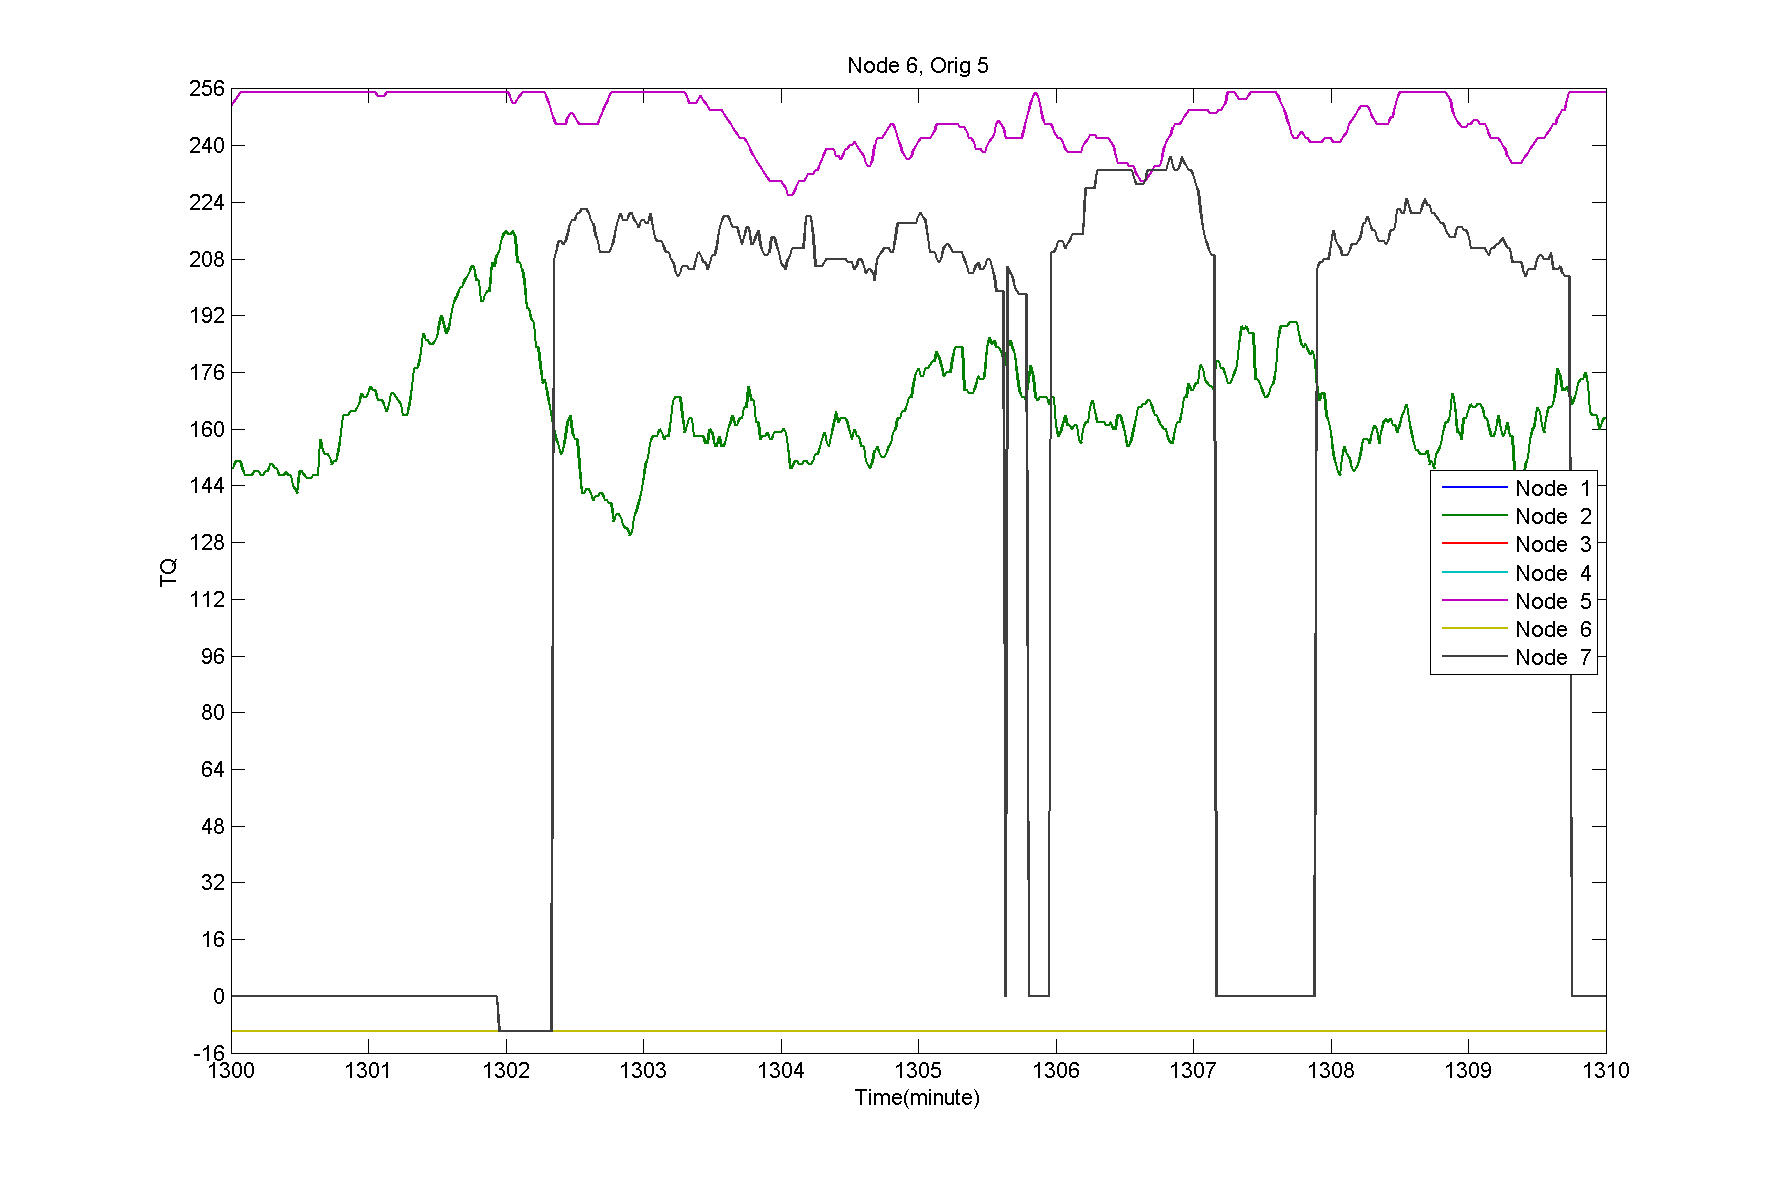 Node 6, Orig 5
256
240
224
208
192
176
160
144
128
112
96
80
64
48
32
16
0
-16
TQ
Node 1
Node 2
Node 3
Node 4
Node 5
Node 6
Node 7
1300 1301 1302 1303 1304 1305 1306 1307 1308 1309 1310
Time(minute)